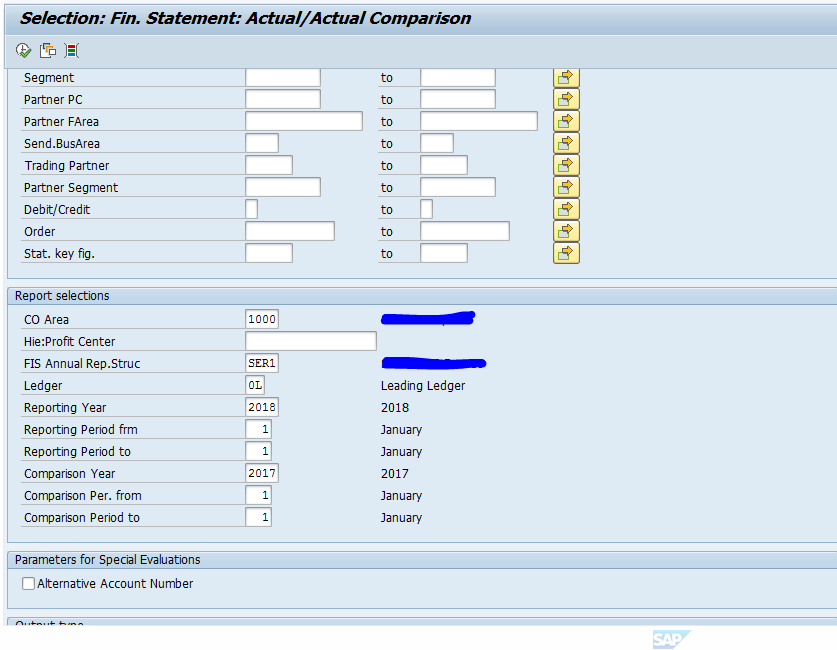 Selection: Fin. Statement: Actual/Actual Comparison
Segment to
Partner PC to
Partner FArea to
Send.BusArea to
Trading Partner to
Partner Segment to
Debit/Credit to
Order to
Stat. key fig. to
Report selections
CO Area 1000
Hie:Profit Center
FIS Annual Rep.Struc SER1
Ledger 0L Leading Ledger
Reporting Year 2018 2018
Reporting Period frm 1 January
Reporting Period to 1 January
Comparison Year 2017 2017
Comparison Per. from 1 January
Comparison Period to 1 January
Parameters for Special Evaluations
Alternative Account Number
Output type
SAP